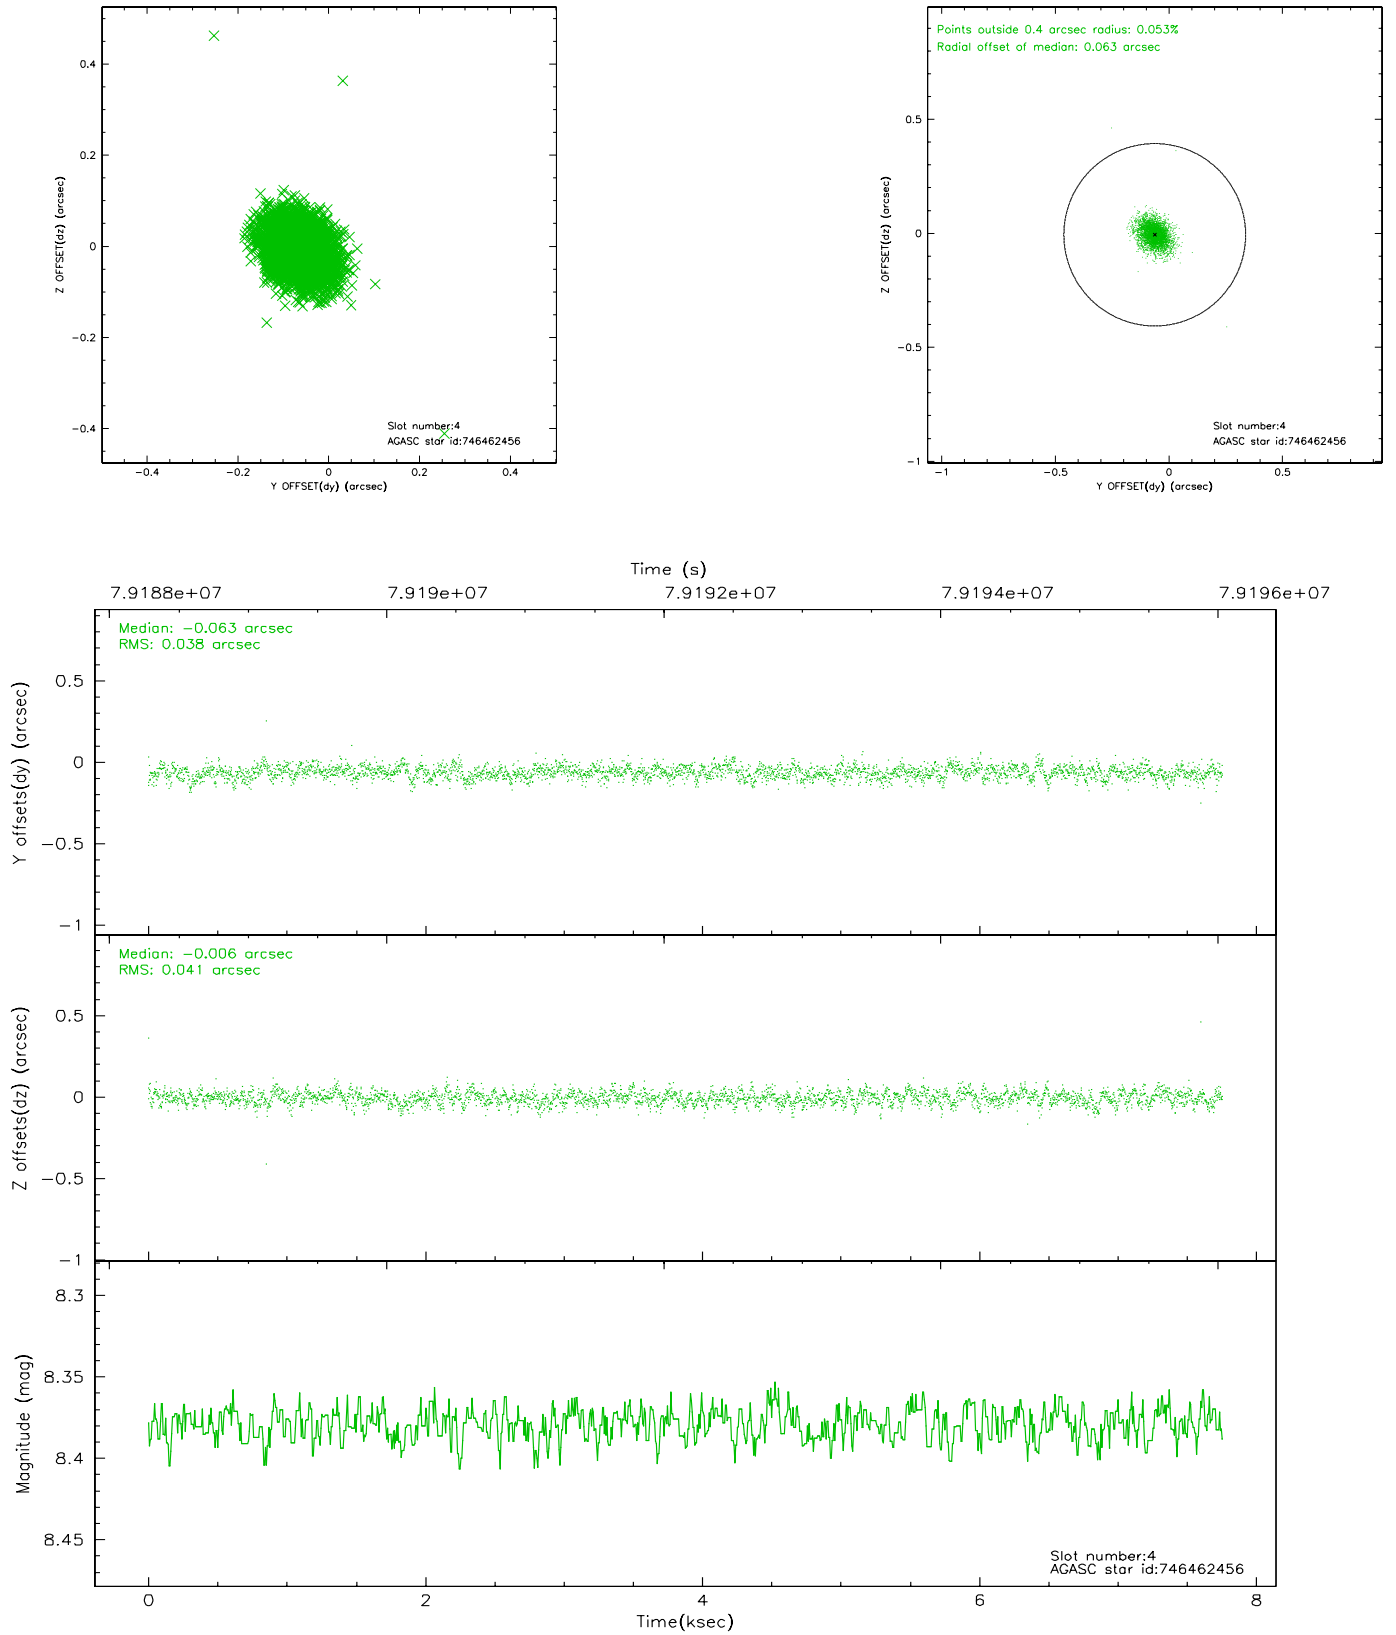 0.4
0.2
0
-0.2
-0.4
Z OFFSET(dz) (arcsec)
Slot number:4
AGASC star id:746462456
-0.4 -0.2 0 0.2 0.4
Y OFFSET(dy) (arcsec)
Points outside 0.4 arcsec radius: 0.053%
Radial offset of median: 0.063 arcsec
0.5
0
-0.5
-1
Z OFFSET(dz) (arcsec)
Slot number:4
AGASC star id:746462456
-1 -0.5 0 0.5
Y OFFSET(dy) (arcsec)
Time (s)
7.9188e+07 7.919e+07 7.9192e+07 7.9194e+07 7.9196e+07
Median: -0.063 arcsec
RMS: 0.038 arcsec
0.5
0
-0.5
-1
Y offsets(dy) (arcsec)
Median: -0.006 arcsec
RMS: 0.041 arcsec
0.5
0
-0.5
-1
Z offsets(dz) (arcsec)
8.3
8.35
8.4
8.45
Magnitude (mag)
Slot number:4
AGASC star id:746462456
0 2 4 6 8
Time(ksec)